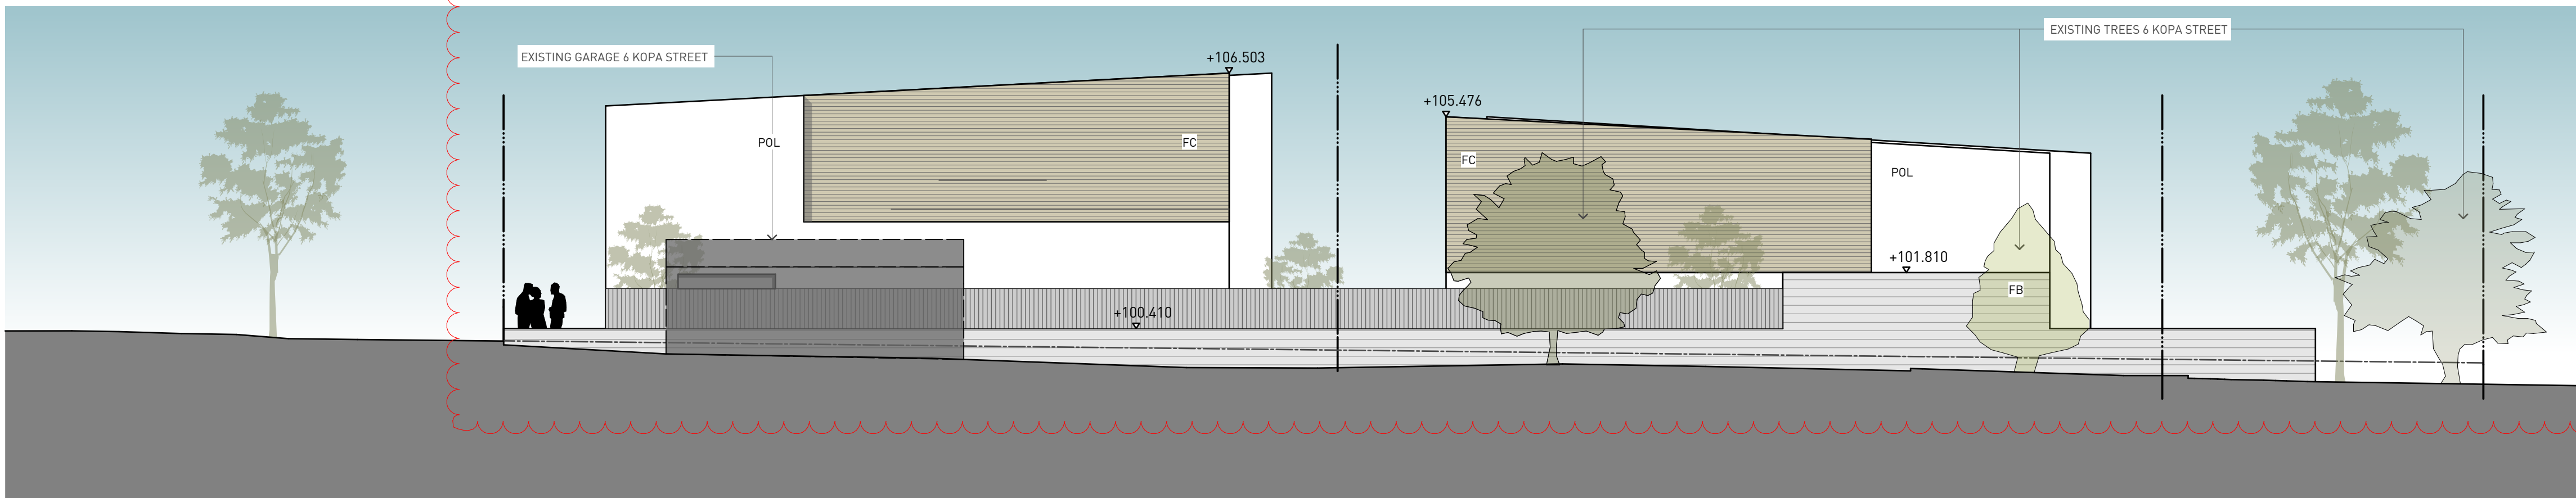 EXISTING TREES 6 KOPA STREET
EXISTING GARAGE 6 KOPA STREET
+106.503
+105.476
POL
FC
FC
POL
+101.810
FB
+100.410